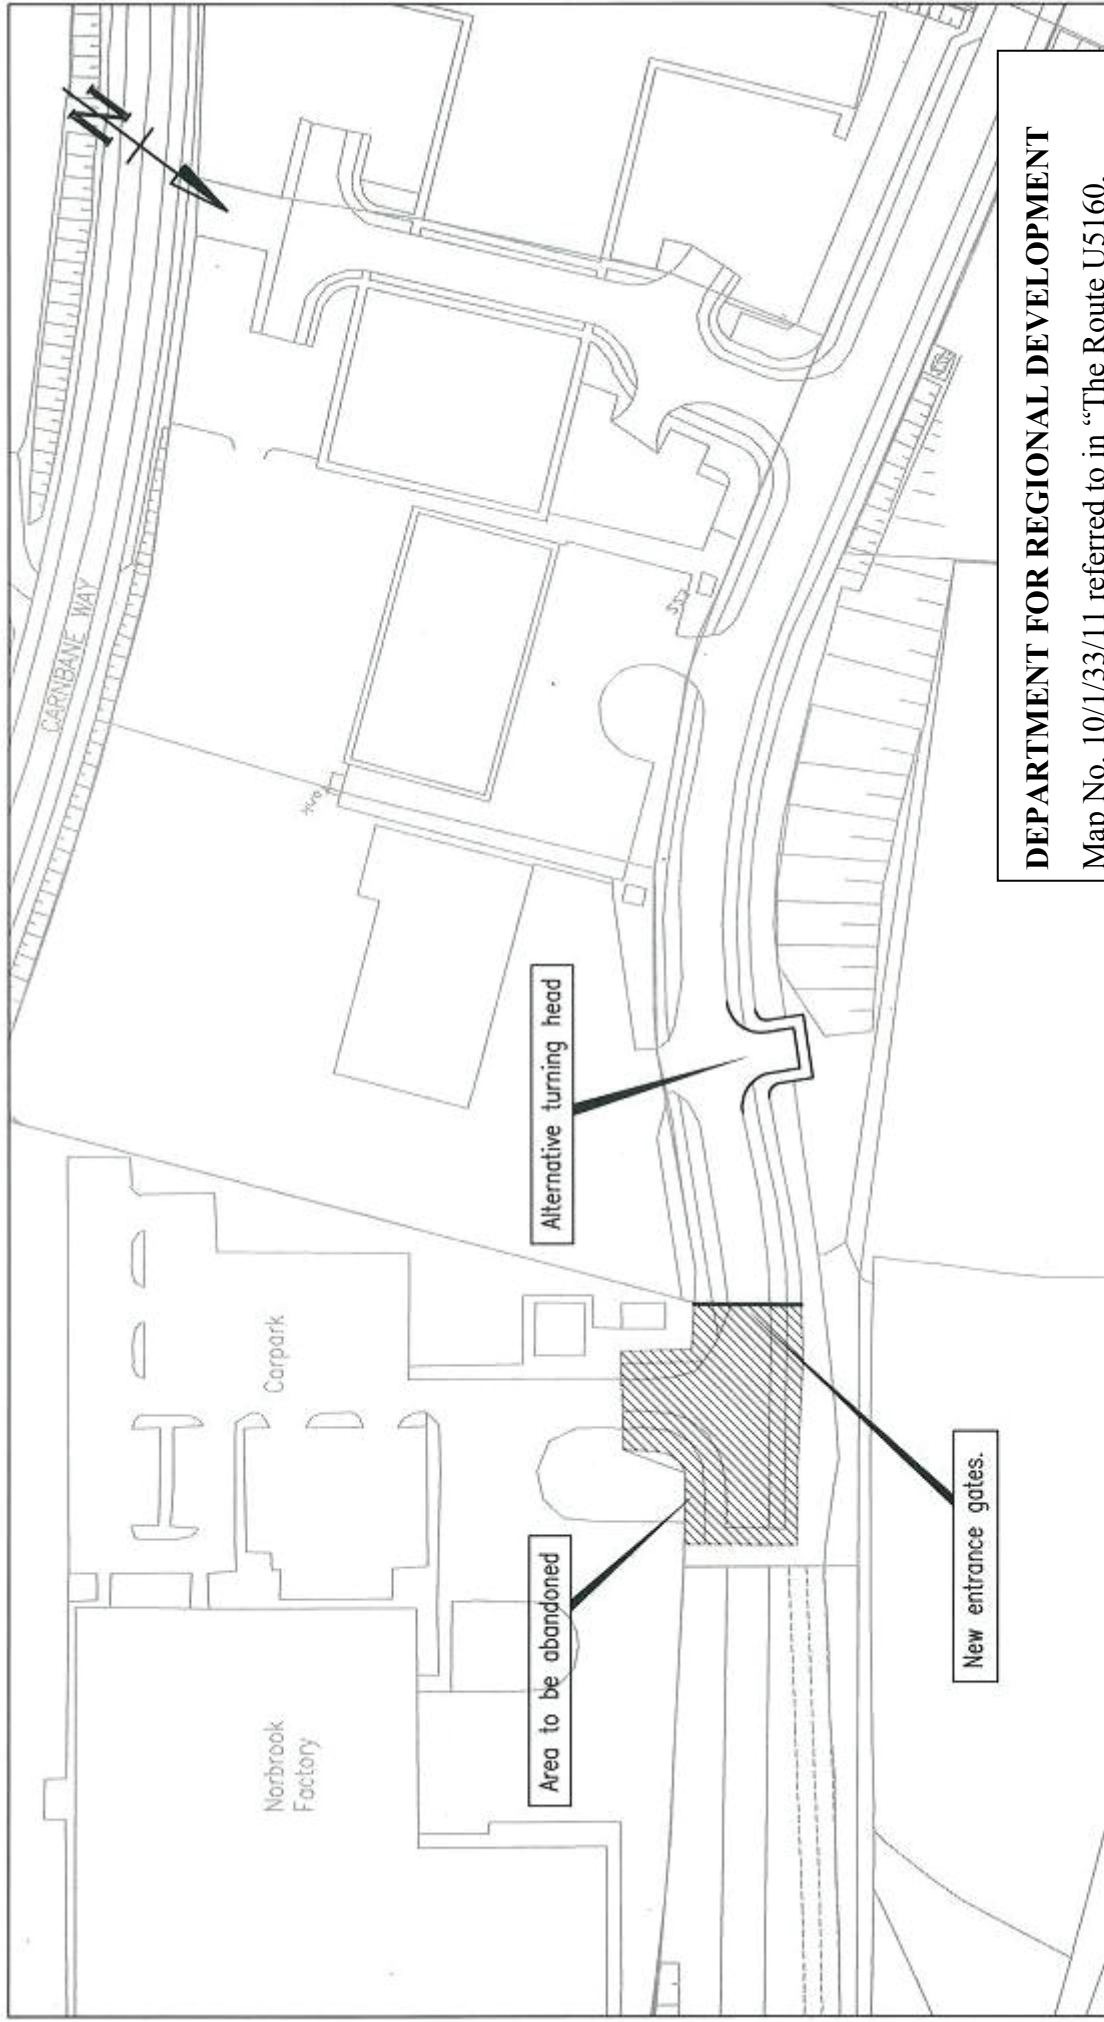 N
CARNBANE WAY
Alternative turning head
Carpark
Norbrook
Factory
Area to be abandoned
New entrance gates.
DEPARTMENT FOR REGIONAL DEVELOPMENT
Map No. 10/1/33/11 referred to in “The Route U5160,